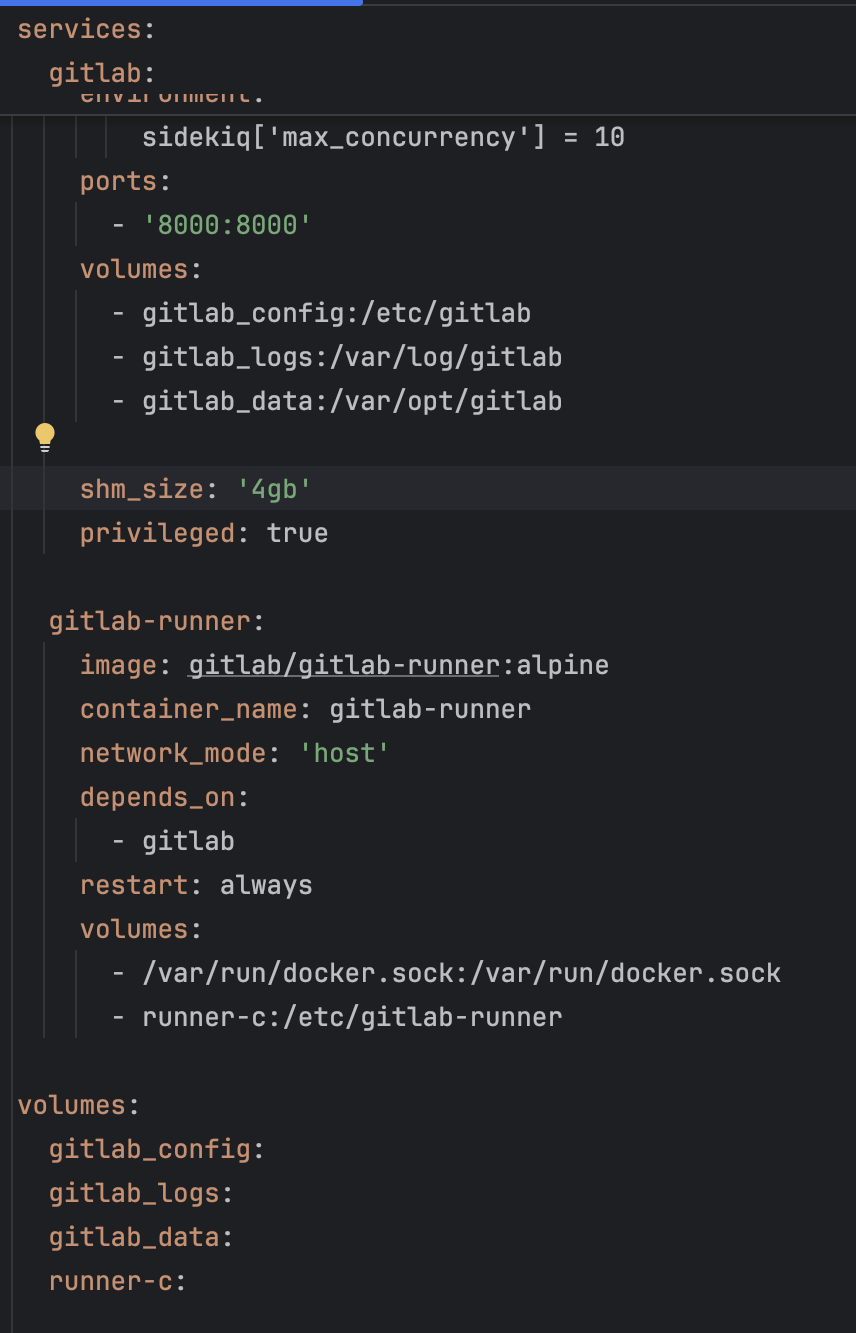 services:
  gitlab:
    environment:
        sidekiq['max_concurrency'] = 10
    ports:
      - '8000:8000'
    volumes:
      - gitlab_config:/etc/gitlab
      - gitlab_logs:/var/log/gitlab
      - gitlab_data:/var/opt/gitlab

    shm_size: '4gb'
    privileged: true

  gitlab-runner:
    image: gitlab/gitlab-runner:alpine
    container_name: gitlab-runner
    network_mode: 'host'
    depends_on:
      - gitlab
    restart: always
    volumes:
      - /var/run/docker.sock:/var/run/docker.sock
      - runner-c:/etc/gitlab-runner

volumes:
  gitlab_config:
  gitlab_logs:
  gitlab_data:
  runner-c: